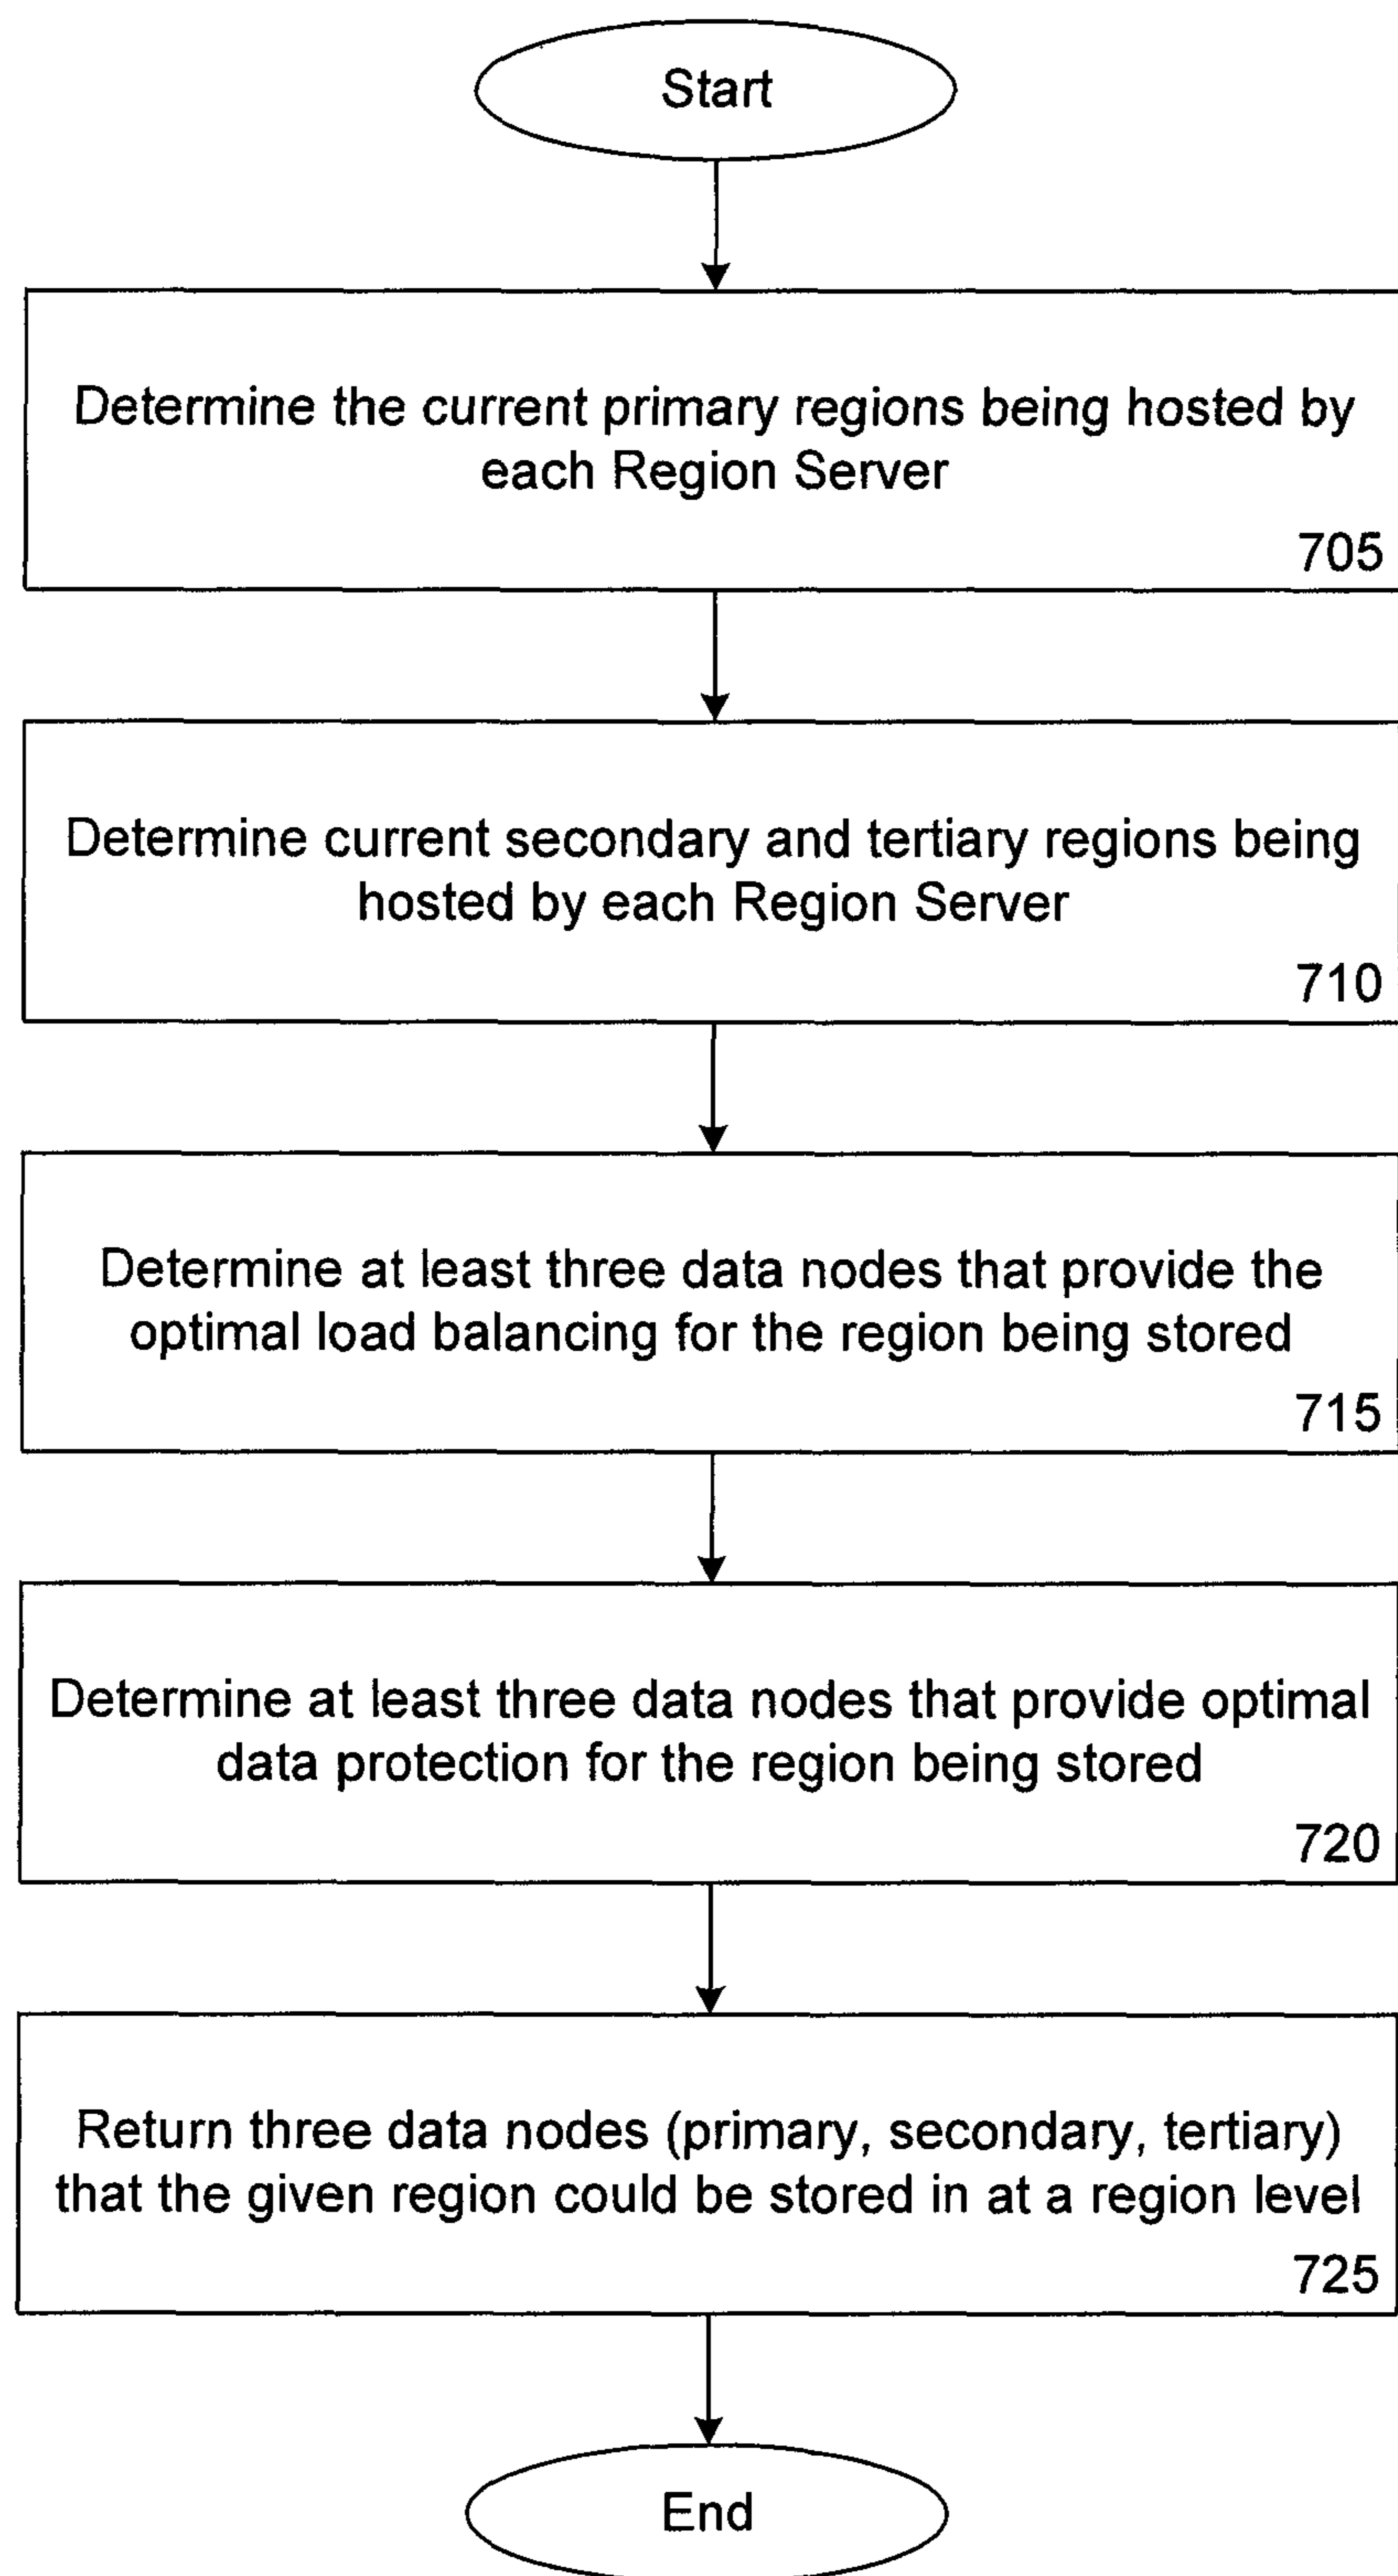 Start
Determine the current primary regions being hosted by
each Region Server
705
Determine current secondary and tertiary regions being
hosted by each Region Server
710
Determine at least three data nodes that provide the
optimal load balancing for the region being stored
715
Determine at least three data nodes that provide optimal
data protection for the region being stored
720
Return three data nodes (primary, secondary, tertiary)
that the given region could be stored in at a region level
725
End